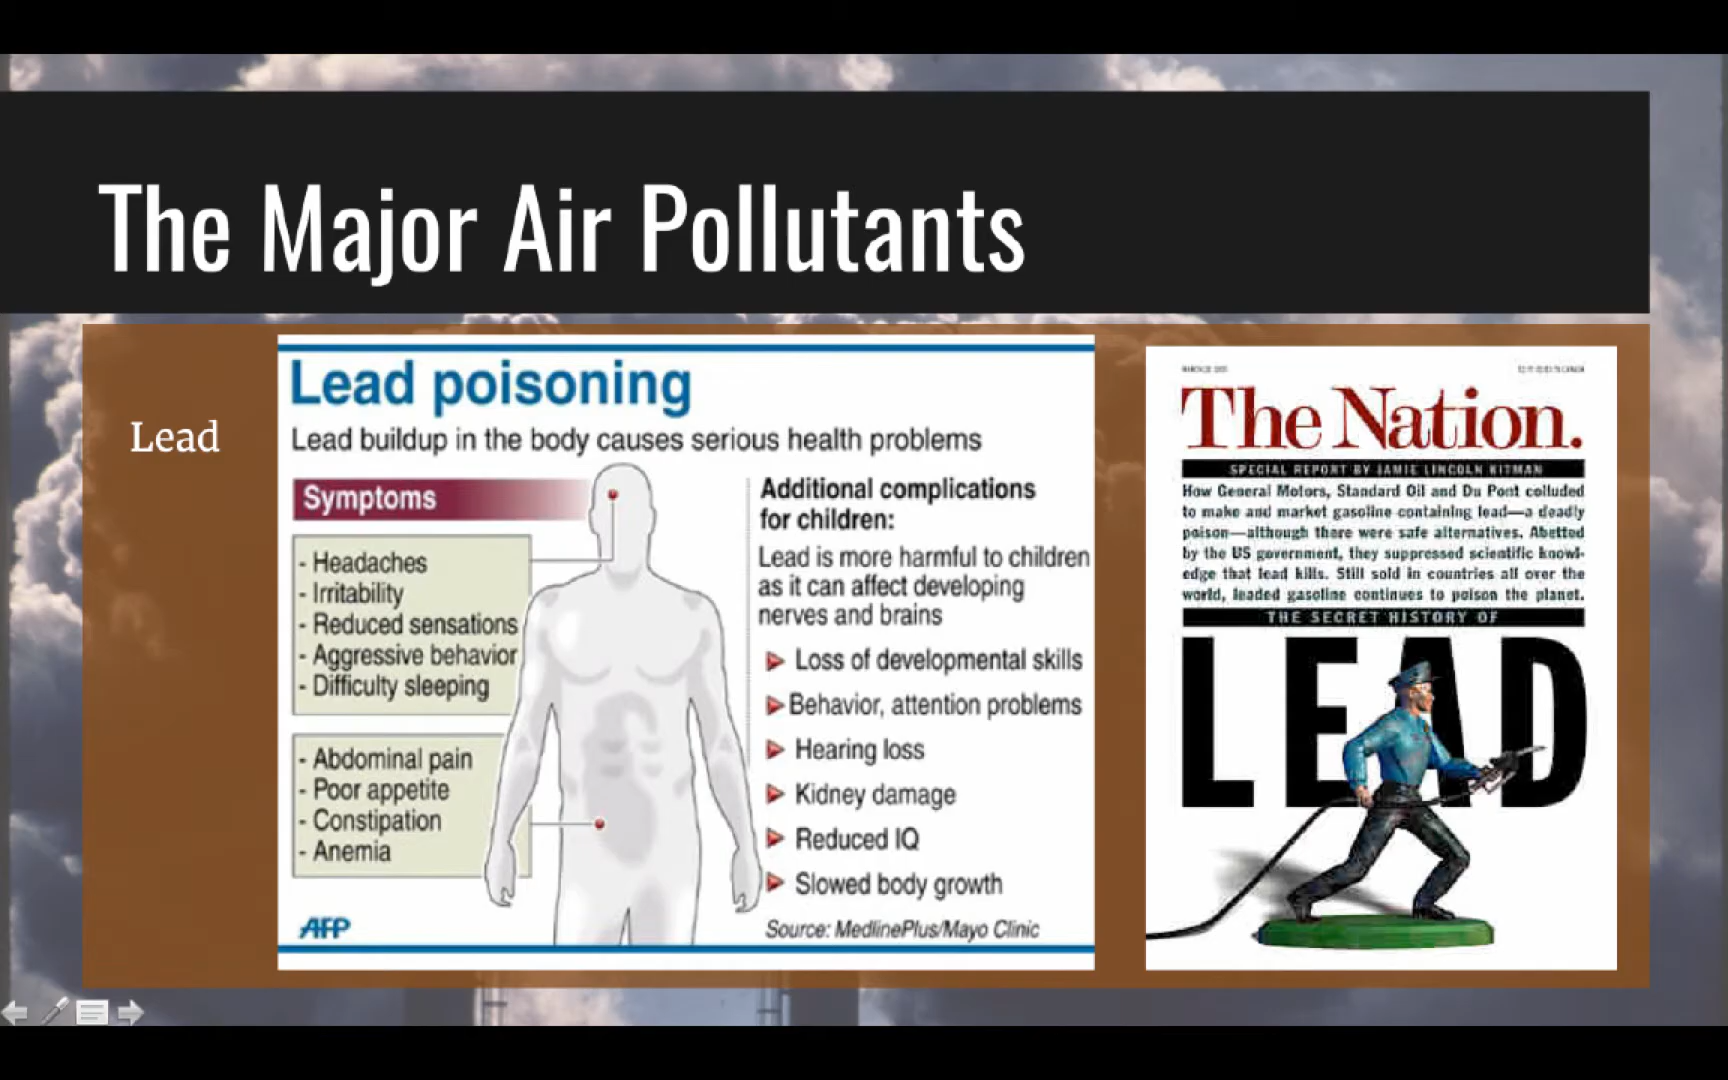 The Major Air Pollutants
Lead
Lead poisoning
Lead buildup in the body causes serious health problems
Symptoms
- Headaches
- Irritability
- Reduced sensations
- Aggressive behavior
- Difficulty sleeping
- Abdominal pain
- Poor appetite
- Constipation
- Anemia
Additional complications
for children:
Lead is more harmful to children
as it can affect developing
nerves and brains
Loss of developmental skills
Behavior, attention problems
Hearing loss
Kidney damage
Reduced IQ
Slowed body growth
AFP
Source: MedlinePlus/Mayo Clinic
The Nation.
SPECIAL REPORT BY JAMIE LINCOLN KITMAN
How General Motors, Standard Oil and Du Pont colluded
to make and market gasoline containing lead—a deadly
poison—although there were safe alternatives. Abetted
by the US government, they suppressed scientific knowl-
edge that lead kills. Still sold in countries all over the
world, leaded gasoline continues to poison the planet.
THE SECRET HISTORY OF
LEAD